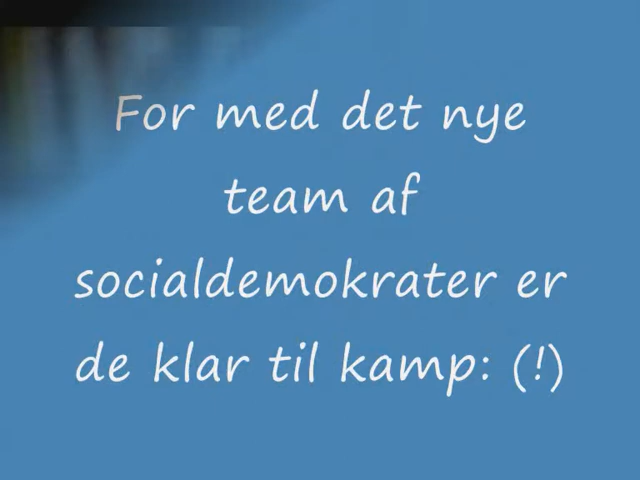 For med det nye
team af
socialdemokrater er
de klar til kamp: (!)